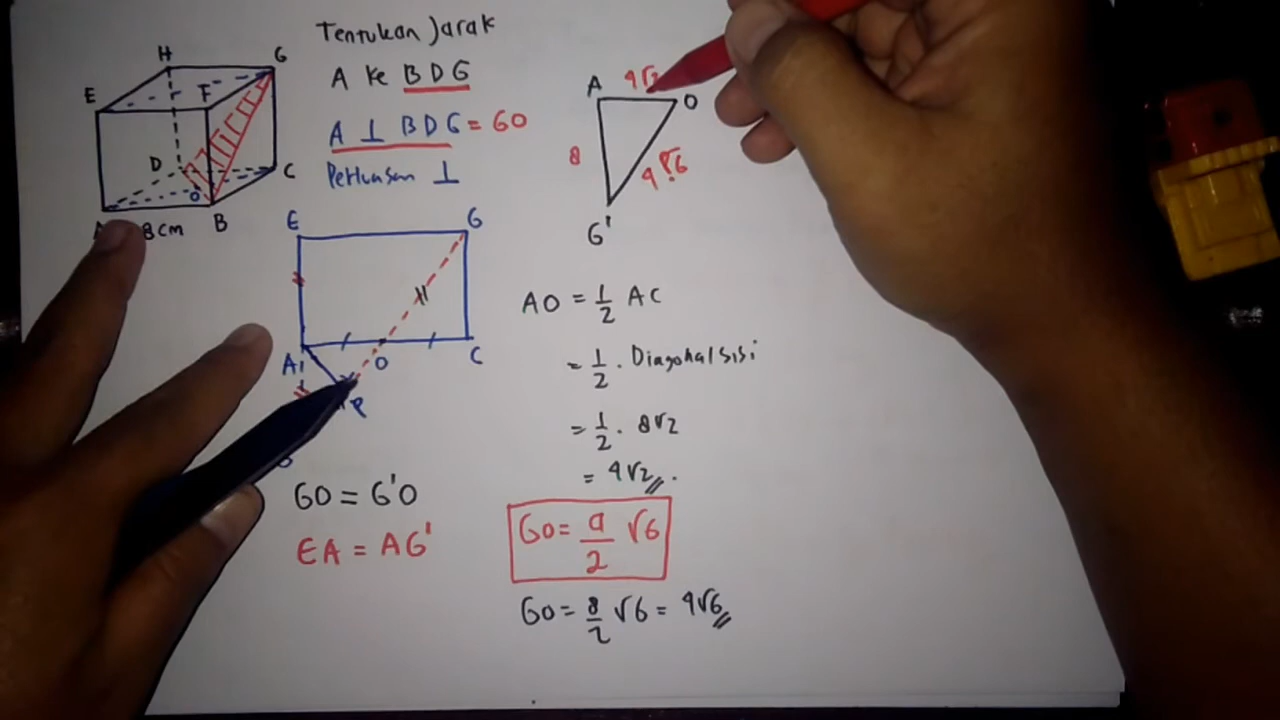 Tentukan Jarak
A ke BDG
A ⊥ BDG = GO
Perluasan ⊥
H
G
E
F
D
C
O
A
B
8 cm
E
G
A
O
C
P
GO = G'O
EA = AG'
A
4√2
O
8
4√6
G'
AO = 1/2 AC
= 1/2 . Diagonal sisi
= 1/2 . 8√2
= 4√2
GO = a/2 √6
GO = 8/2 √6 = 4√6